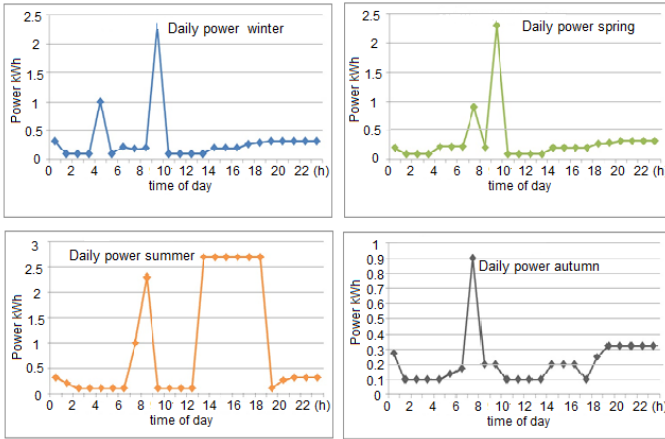 Daily power winter
Power kWh
2.5
2
1.5
1
0.5
0
0 2 4 6 8 10 12 14 16 18 20 22 (h)
time of day
Daily power spring
Power kWh
2.5
2
1.5
1
0.5
0
0 2 4 6 8 10 12 14 16 18 20 22 (h)
time of day
Daily power summer
Power kWh
3
2.5
2
1.5
1
0.5
0
0 2 4 6 8 10 12 14 16 18 20 22 (h)
time of day
Daily power autumn
Power kWh
1
0.9
0.8
0.7
0.6
0.5
0.4
0.3
0.2
0.1
0
0 2 4 6 8 10 12 14 16 18 20 22 (h)
time of day